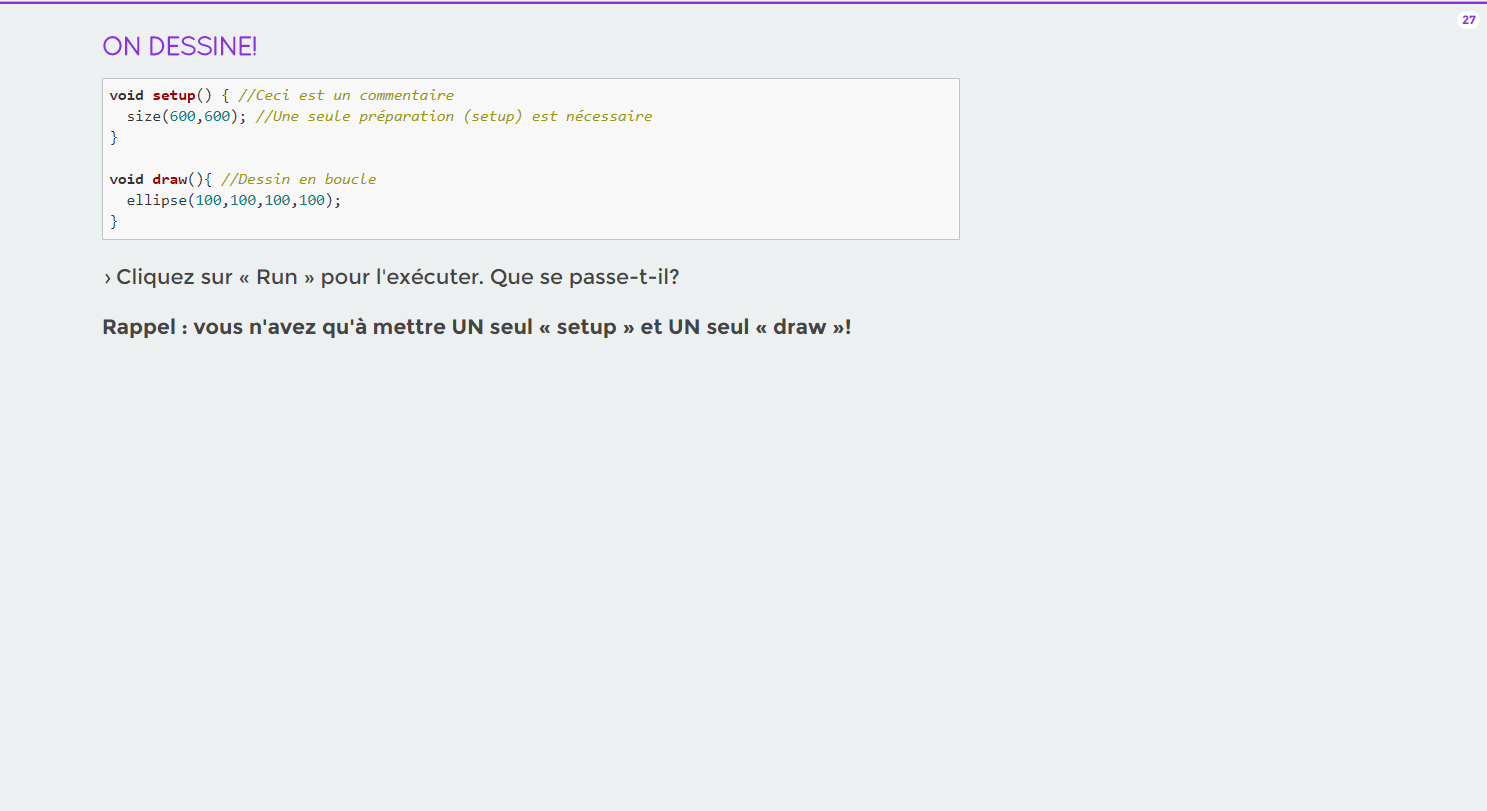 27
ON DESSINE!
void setup() { //Ceci est un commentaire
  size(600,600); //Une seule préparation (setup) est nécessaire
}
void draw(){ //Dessin en boucle
  ellipse(100,100,100,100);
}
› Cliquez sur « Run » pour l'exécuter. Que se passe-t-il?
Rappel : vous n'avez qu'à mettre UN seul « setup » et UN seul « draw »!